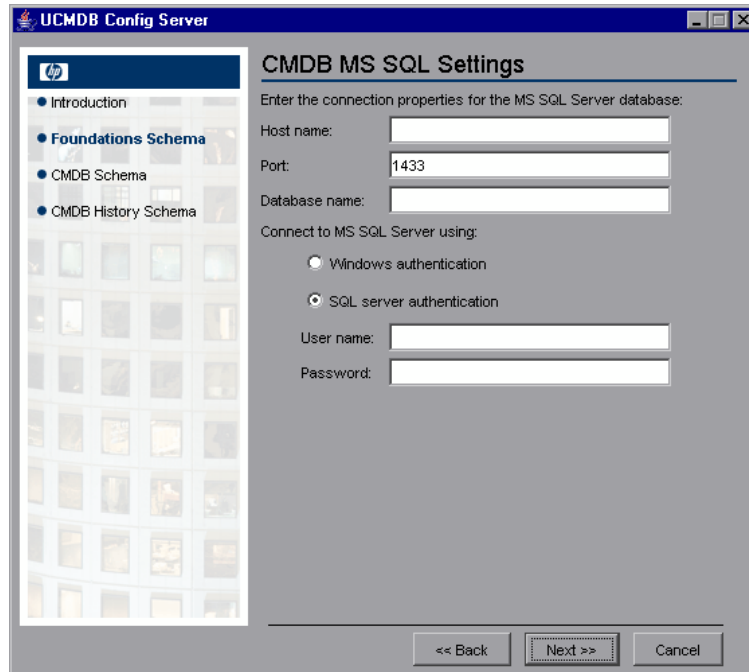 UCMDB Config Server
hp
Introduction
Foundations Schema
CMDB Schema
CMDB History Schema
CMDB MS SQL Settings
Enter the connection properties for the MS SQL Server database:
Host name:
Port: 1433
Database name:
Connect to MS SQL Server using:
Windows authentication
SQL server authentication
User name:
Password:
<< Back Next >> Cancel